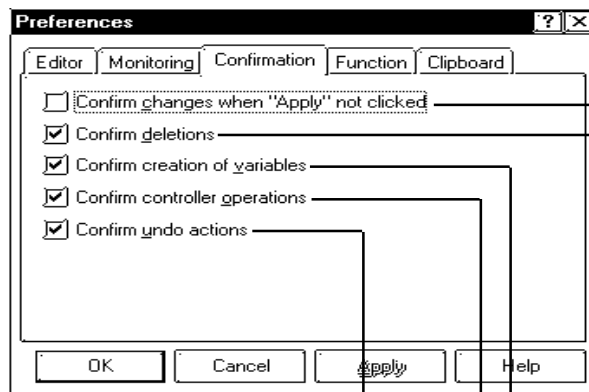 Preferences
Editor Monitoring Confirmation Function Clipboard
Confirm changes when "Apply" not clicked
Confirm deletions
Confirm creation of variables
Confirm controller operations
Confirm undo actions
OK Cancel Apply Help